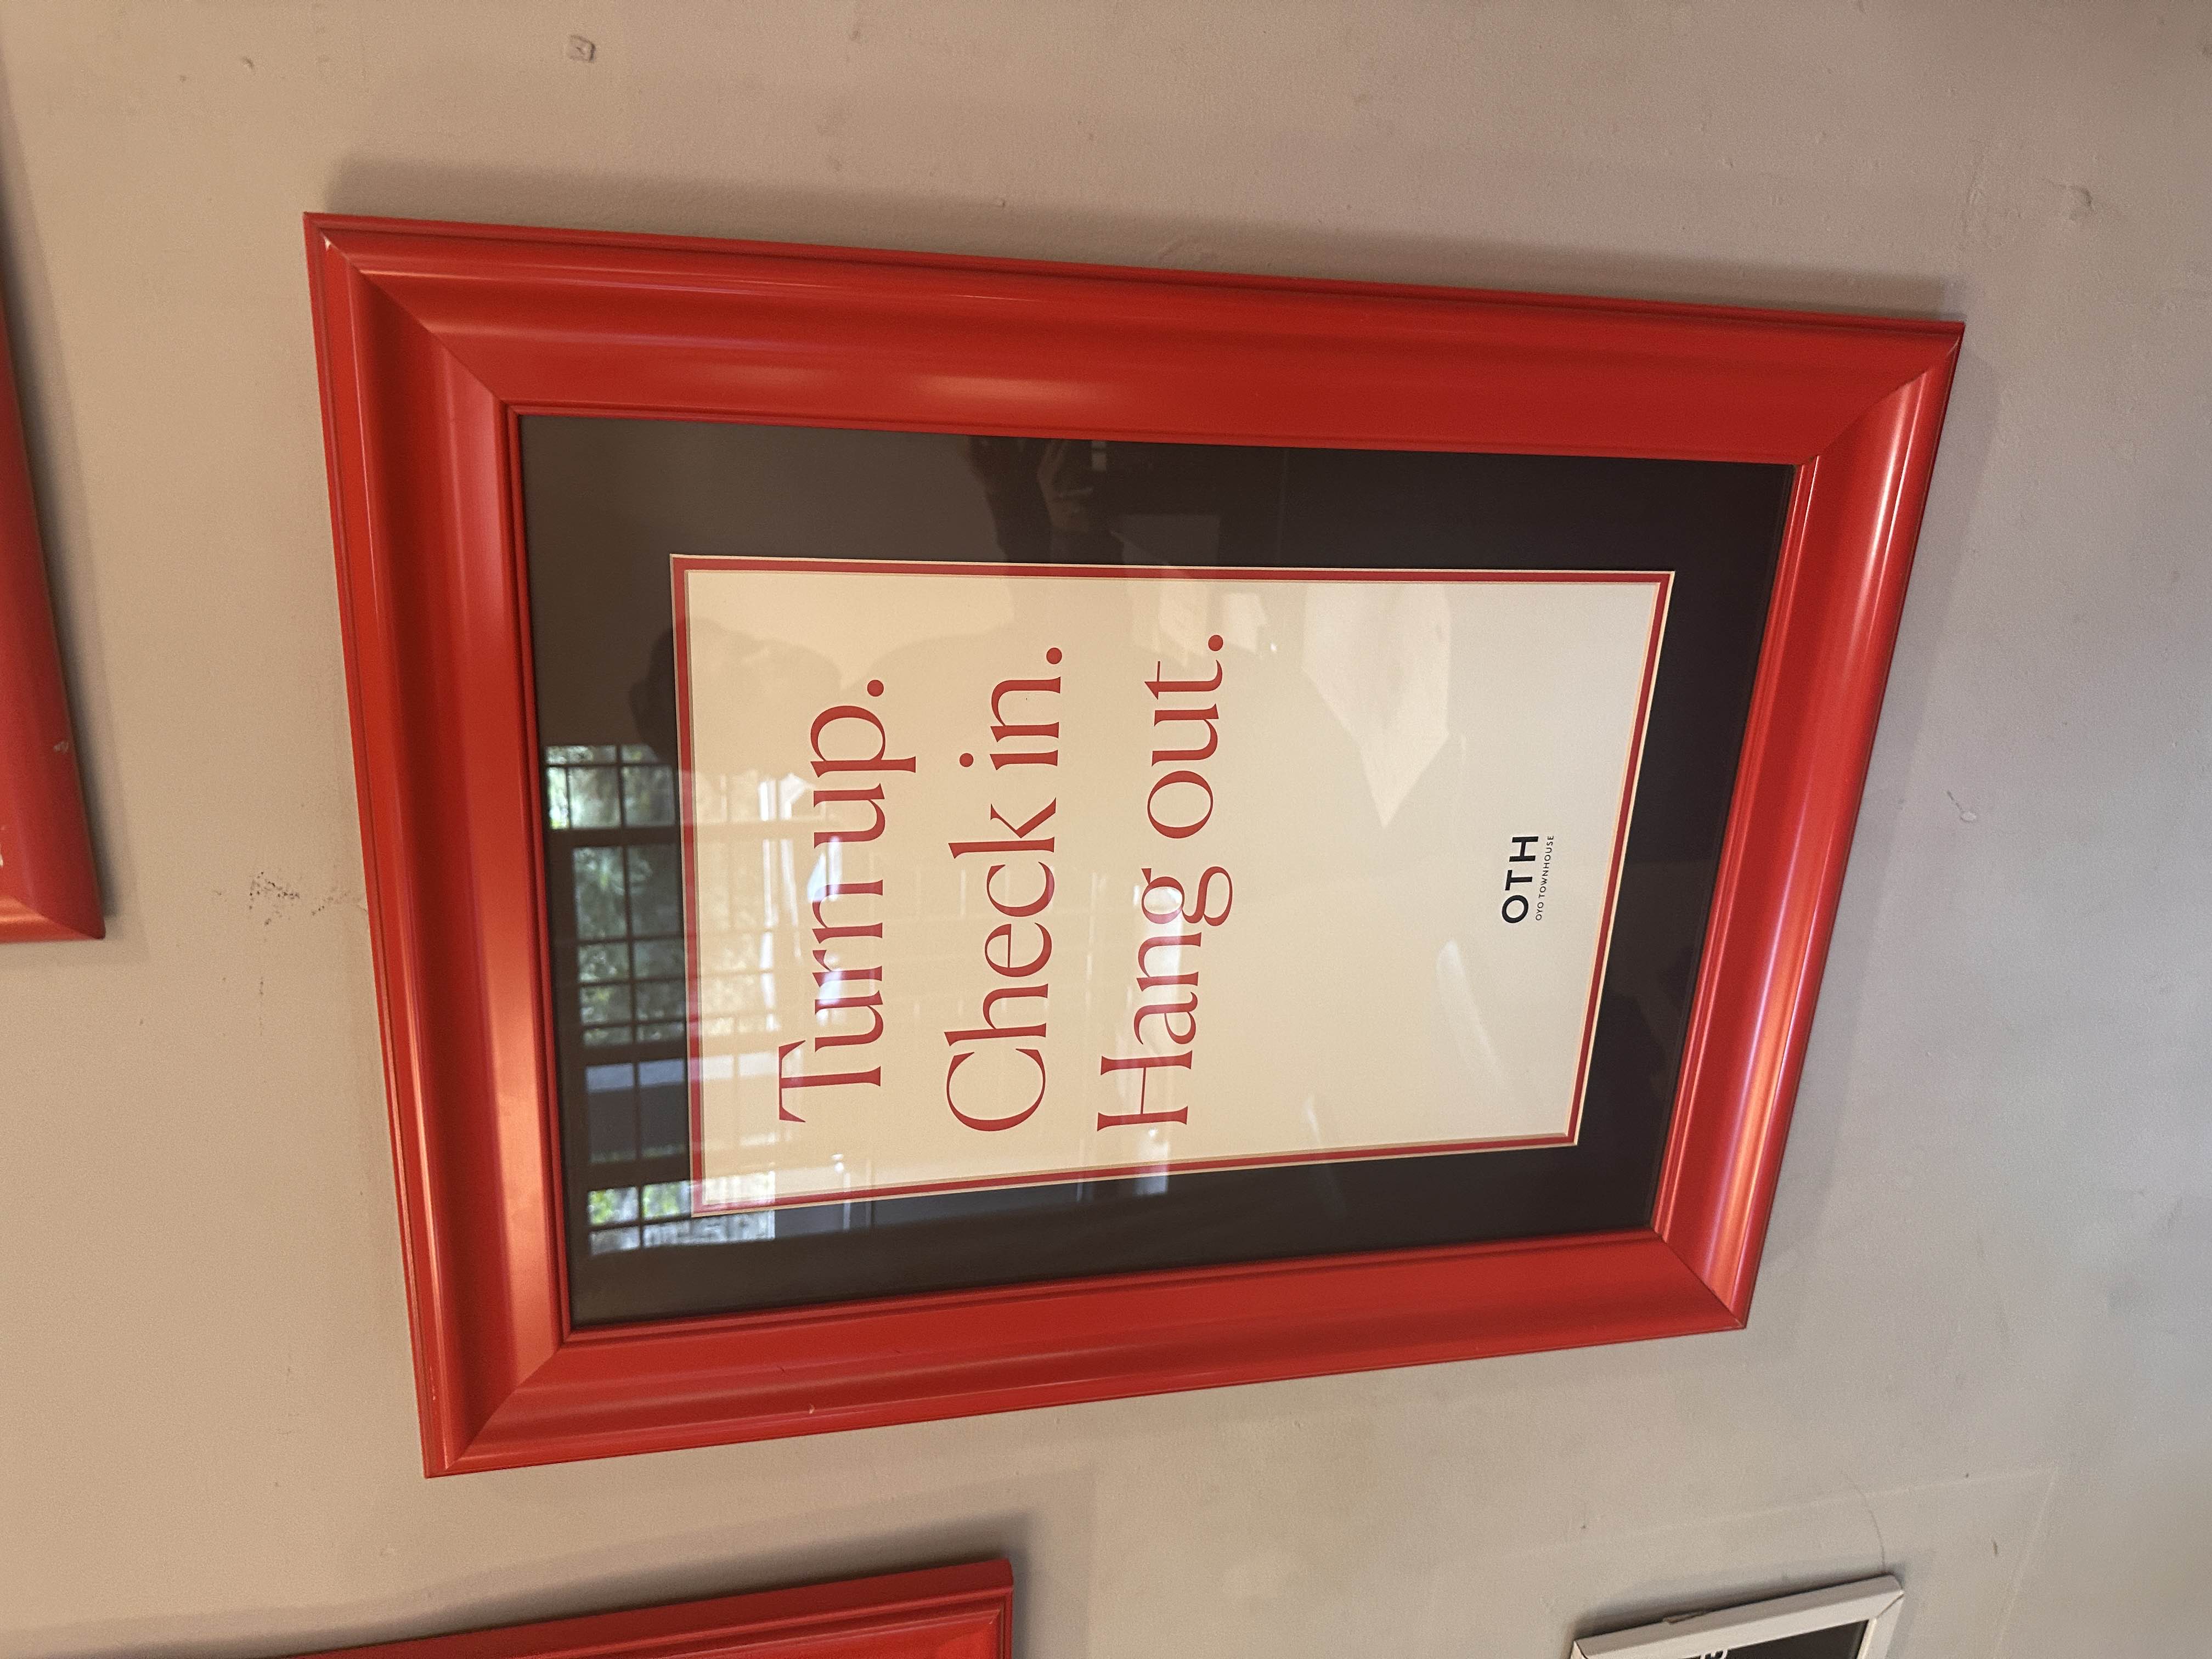 Turn up.
Check in.
Hang out.
OTH
OYO TOWNHOUSE